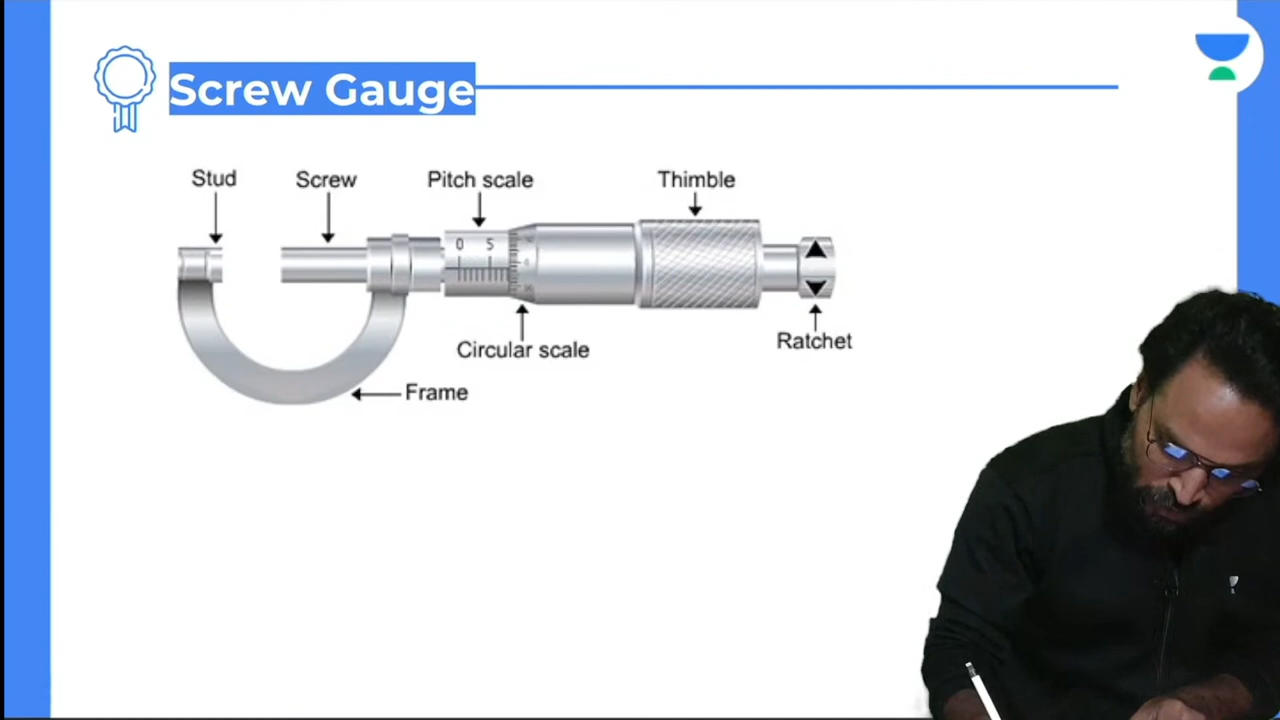 Screw Gauge
Stud
Screw
Pitch scale
Thimble
0 5
Circular scale
Ratchet
Frame